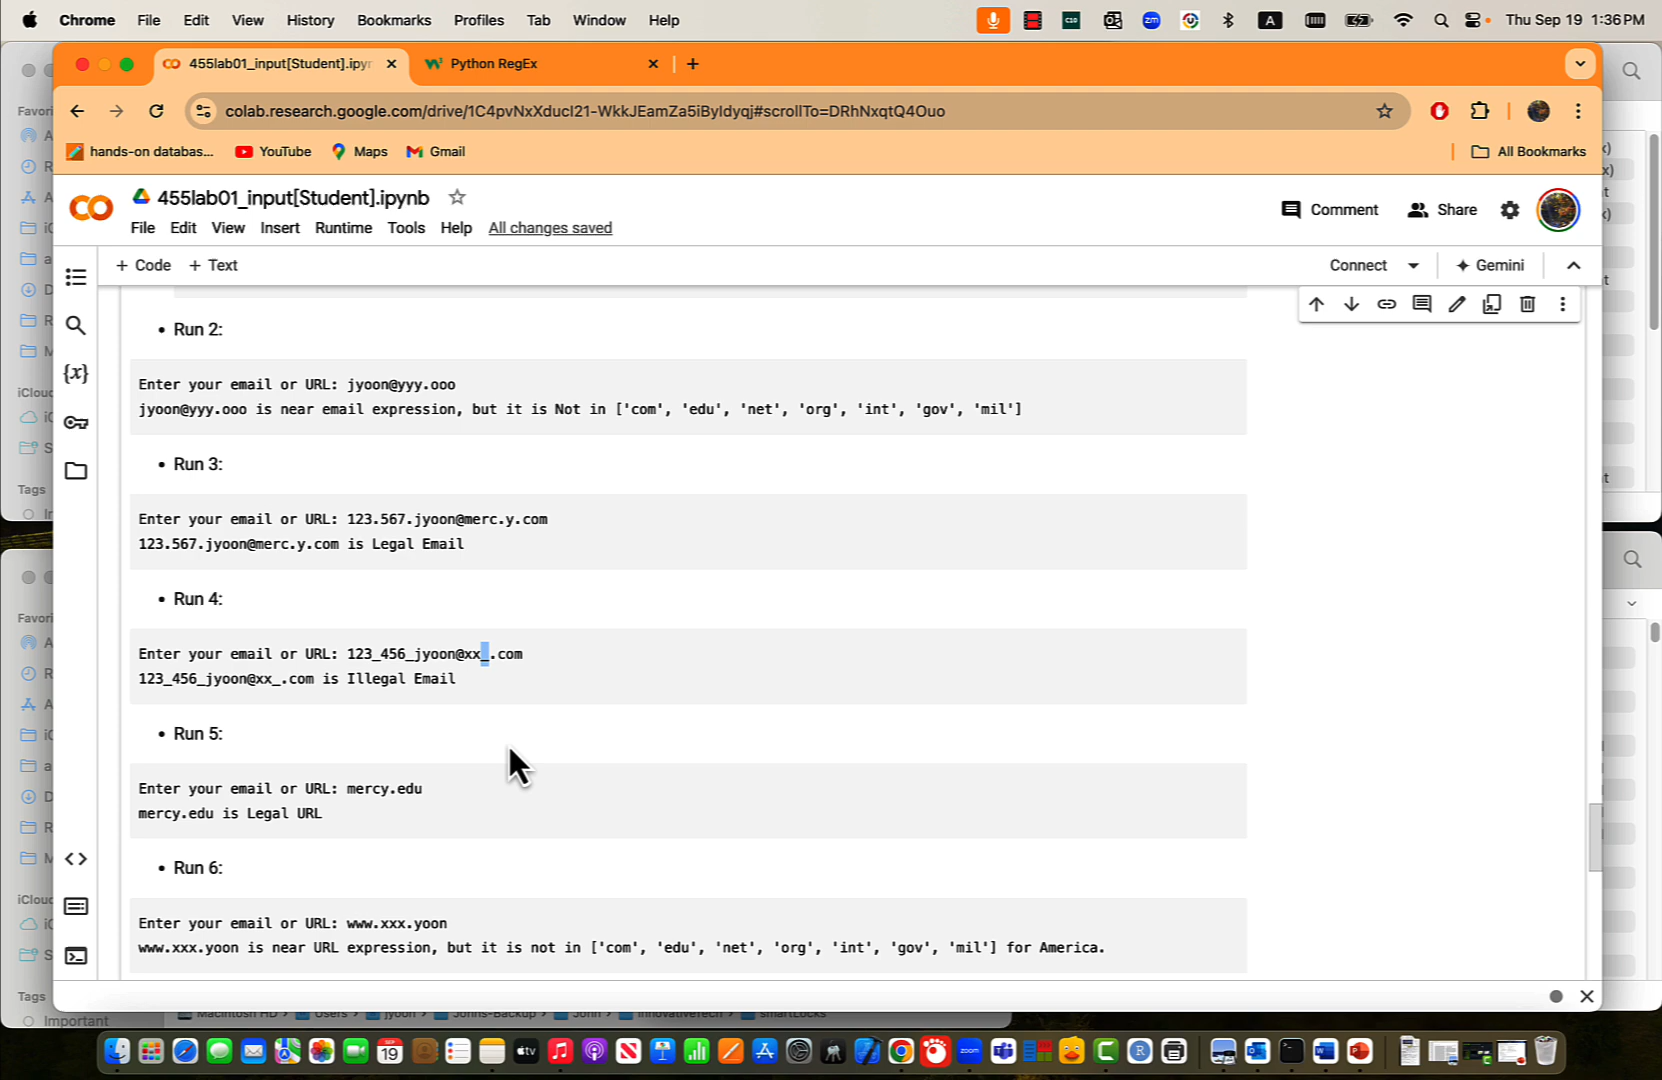 Chrome File Edit View History Bookmarks Profiles Tab Window Help Thu Sep 19 1:36 PM
455lab01_input[Student].ipy Python RegEx
colab.research.google.com/drive/1C4pvNxXducI21-WkkJEamZa5iByldyqj#scrollTo=DRhNxqtQ4Ouo
hands-on databas... YouTube Maps Gmail All Bookmarks
455lab01_input[Student].ipynb
Comment Share
File Edit View Insert Runtime Tools Help All changes saved
+ Code + Text Connect Gemini
• Run 2:
Enter your email or URL: jyoon@yyy.ooo
jyoon@yyy.ooo is near email expression, but it is Not in ['com', 'edu', 'net', 'org', 'int', 'gov', 'mil']
• Run 3:
Enter your email or URL: 123.567.jyoon@merc.y.com
123.567.jyoon@merc.y.com is Legal Email
• Run 4:
Enter your email or URL: 123_456_jyoon@xx_.com
123_456_jyoon@xx_.com is Illegal Email
• Run 5:
Enter your email or URL: mercy.edu
mercy.edu is Legal URL
• Run 6:
Enter your email or URL: www.xxx.yoon
www.xxx.yoon is near URL expression, but it is not in ['com', 'edu', 'net', 'org', 'int', 'gov', 'mil'] for America.
Favori
iCloud
Tags
Favori
iCloud
Tags
Important